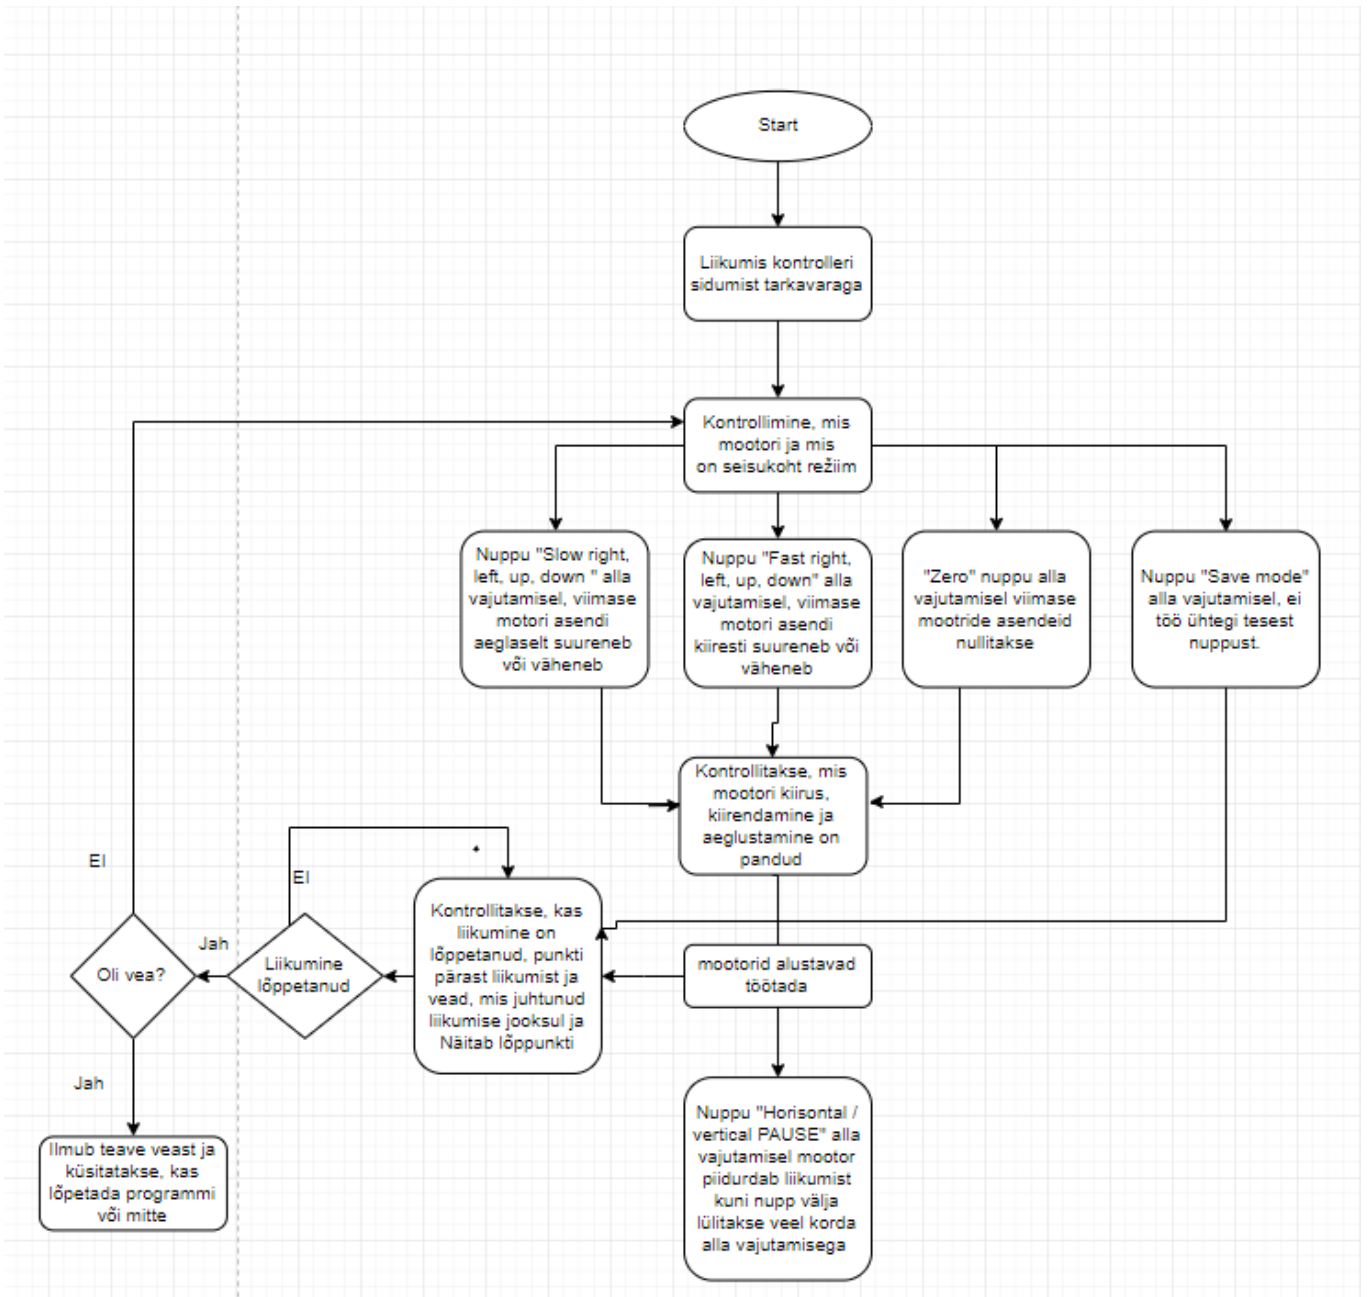 Start
Liikumis kontrolleri
sidumist tarkavaraga
Kontrollimine, mis
mootori ja mis
on seisukoht režiim
Nuppu "Slow right,
left, up, down " alla
vajutamisel, viimase
motori asendi
aeglaselt suureneb
või väheneb
Nuppu "Fast right,
left, up, down" alla
vajutamisel, viimase
motori asendi
kiiresti suureneb või
väheneb
"Zero" nuppu alla
vajutamisel viimase
mootride asendeid
nullitakse
Nuppu "Save mode"
alla vajutamisel, ei
töö ühtegi tesest
nuppust.
Kontrollitakse, mis
mootori kiirus,
kiirendamine ja
aeglustamine on
pandud
EI
EI
Kontrollitakse, kas
liikumine on
lõppetanud, punkti
pärast liikumist ja
vead, mis juhtunud
liikumise jooksul ja
Näitab lõppunkti
Jah
Oli vea?
Liikumine
lõppetanud
mootorid alustavad
töötada
Jah
Ilmub teave veast ja
küsitatakse, kas
lõpetada programmi
või mitte
Nuppu "Horisontal /
vertical PAUSE" alla
vajutamisel mootor
piidurdab liikumist
kuni nupp välja
lülitakse veel korda
alla vajutamisega